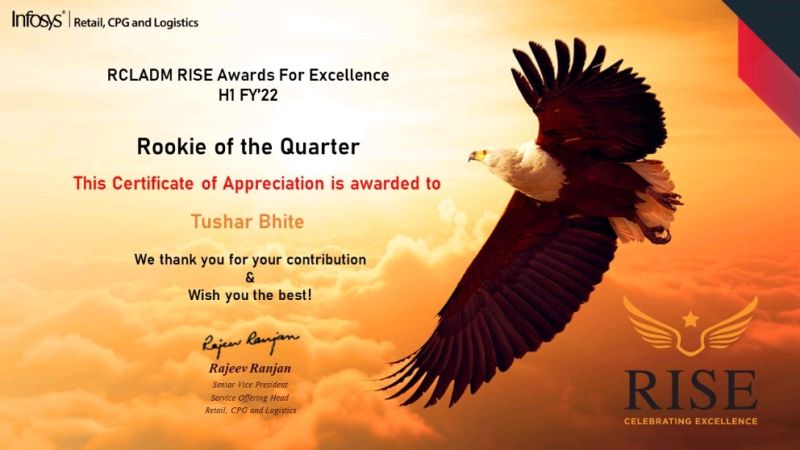 Infosys® | Retail, CPG and Logistics
RCLADM RISE Awards For Excellence
H1 FY'22
Rookie of the Quarter
This Certificate of Appreciation is awarded to
Tushar Bhite
We thank you for your contribution
&
Wish you the best!
Rajeev Ranjan
Rajeev Ranjan
Senior Vice President
Service Offering Head
Retail, CPG and Logistics
RISE
CELEBRATING EXCELLENCE